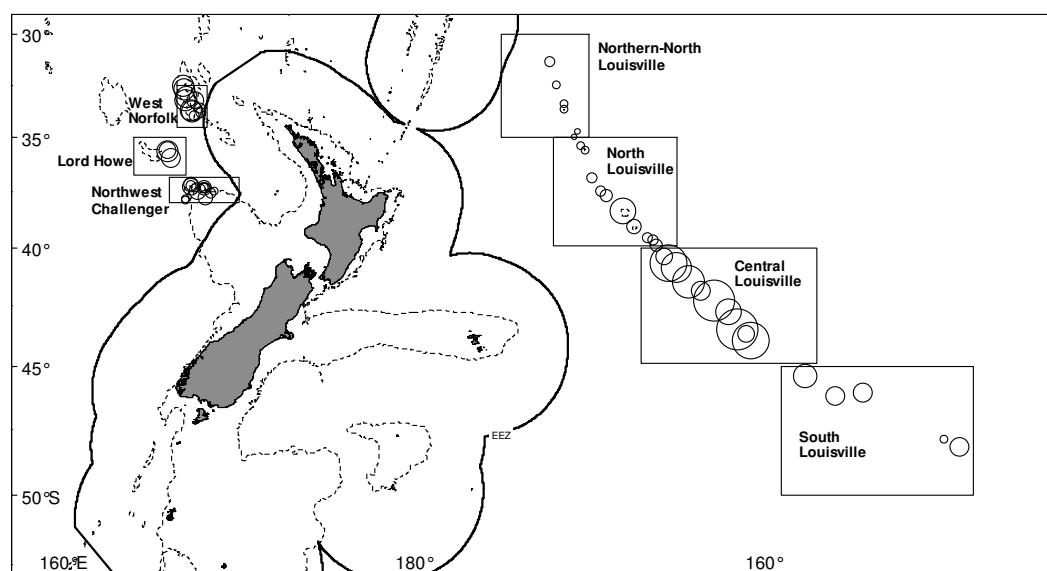 30°
Northern-North
Louisville
West
Norfolk
35°
Lord Howe
North
Louisville
Northwest
Challenger
40°
Central
Louisville
45°
EEZ
South
Louisville
50°S
160°E
180°
160°